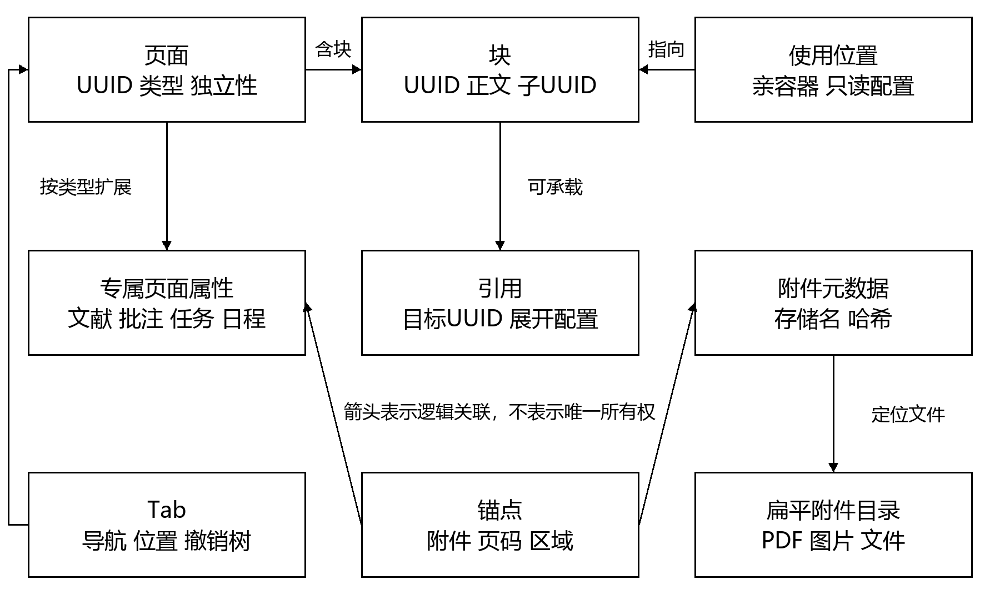 页面
UUID 类型 独立性
含块
块
UUID 正文 子UUID
指向
使用位置
亲容器 只读配置
按类型扩展
可承载
专属页面属性
文献 批注 任务 日程
引用
目标UUID 展开配置
附件元数据
存储名 哈希
箭头表示逻辑关联，不表示唯一所有权
定位文件
Tab
导航 位置 撤销树
锚点
附件 页码 区域
扁平附件目录
PDF 图片 文件